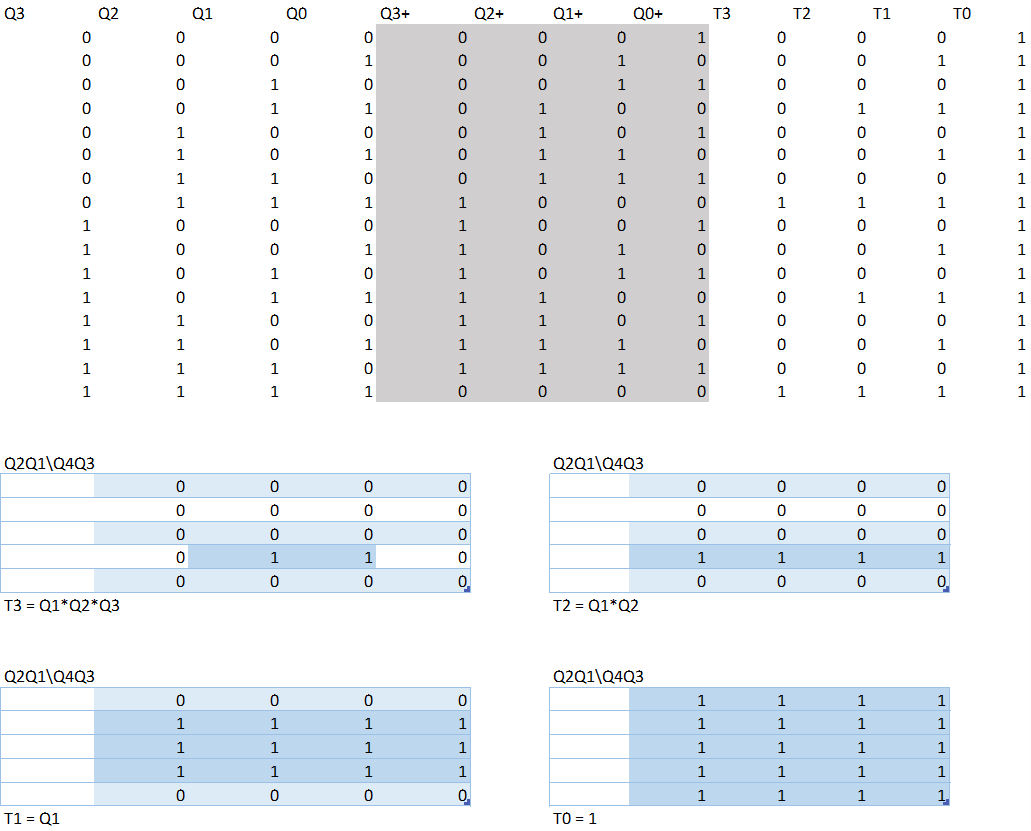 Q3 Q2 Q1 Q0 Q3+ Q2+ Q1+ Q0+ T3 T2 T1 T0
0 0 0 0 0 0 0 1 0 0 0 1
0 0 0 1 0 0 1 0 0 0 1 1
0 0 1 0 0 0 1 1 0 0 0 1
0 0 1 1 0 1 0 0 0 1 1 1
0 1 0 0 0 1 0 1 0 0 0 1
0 1 0 1 0 1 1 0 0 0 1 1
0 1 1 0 0 1 1 1 0 0 0 1
0 1 1 1 1 0 0 0 1 1 1 1
1 0 0 0 1 0 0 1 0 0 0 1
1 0 0 1 1 0 1 0 0 0 1 1
1 0 1 0 1 0 1 1 0 0 0 1
1 0 1 1 1 1 0 0 0 1 1 1
1 1 0 0 1 1 0 1 0 0 0 1
1 1 0 1 1 1 1 0 0 0 1 1
1 1 1 0 1 1 1 1 0 0 0 1
1 1 1 1 0 0 0 0 1 1 1 1
Q2Q1\Q4Q3
0 0 0 0
0 0 0 0
0 0 0 0
0 1 1 0
0 0 0 0
T3 = Q1*Q2*Q3
Q2Q1\Q4Q3
0 0 0 0
0 0 0 0
0 0 0 0
1 1 1 1
0 0 0 0
T2 = Q1*Q2
Q2Q1\Q4Q3
0 0 0 0
1 1 1 1
1 1 1 1
1 1 1 1
0 0 0 0
T1 = Q1
Q2Q1\Q4Q3
1 1 1 1
1 1 1 1
1 1 1 1
1 1 1 1
1 1 1 1
T0 = 1